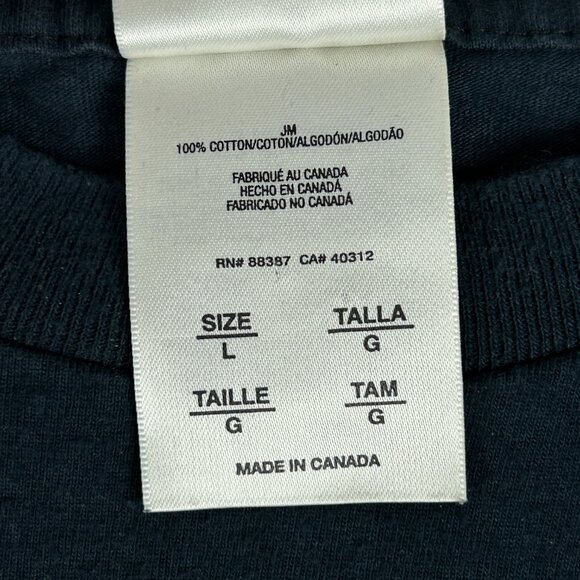 JM
100% COTTON/COTON/ALGODÓN/ALGODÃO
FABRIQUÉ AU CANADA
HECHO EN CANADÁ
FABRICADO NO CANADÁ
RN# 88387 CA# 40312
SIZE TALLA
L G
TAILLE TAM
G G
MADE IN CANADA